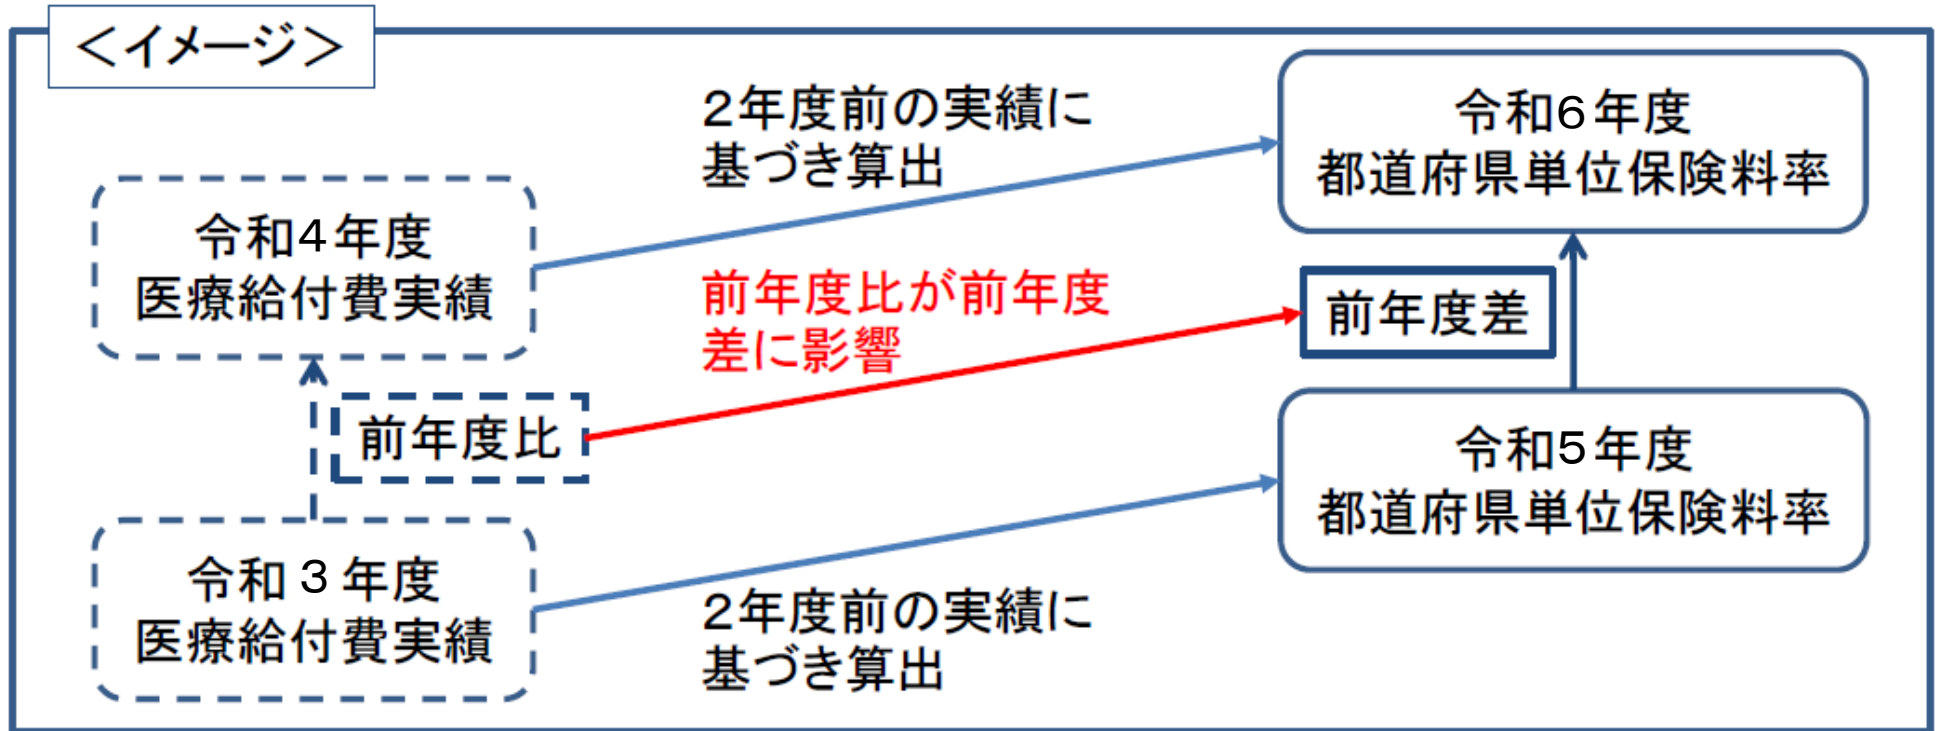 ＜イメージ＞
2年度前の実績に
基づき算出
令和6年度
都道府県単位保険料率
令和4年度
医療給付費実績
前年度比が前年度
差に影響
前年度差
前年度比
令和5年度
都道府県単位保険料率
令和3年度
医療給付費実績
2年度前の実績に
基づき算出